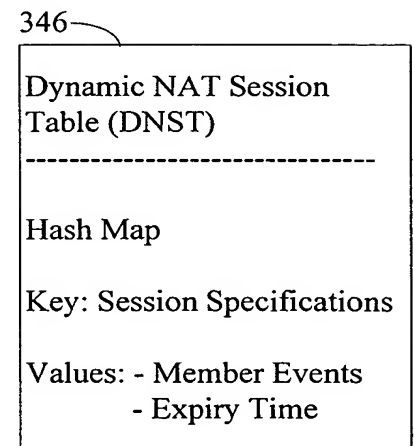 346
Dynamic NAT Session
Table (DNST)
--------------------------------
Hash Map
Key: Session Specifications
Values: - Member Events
- Expiry Time